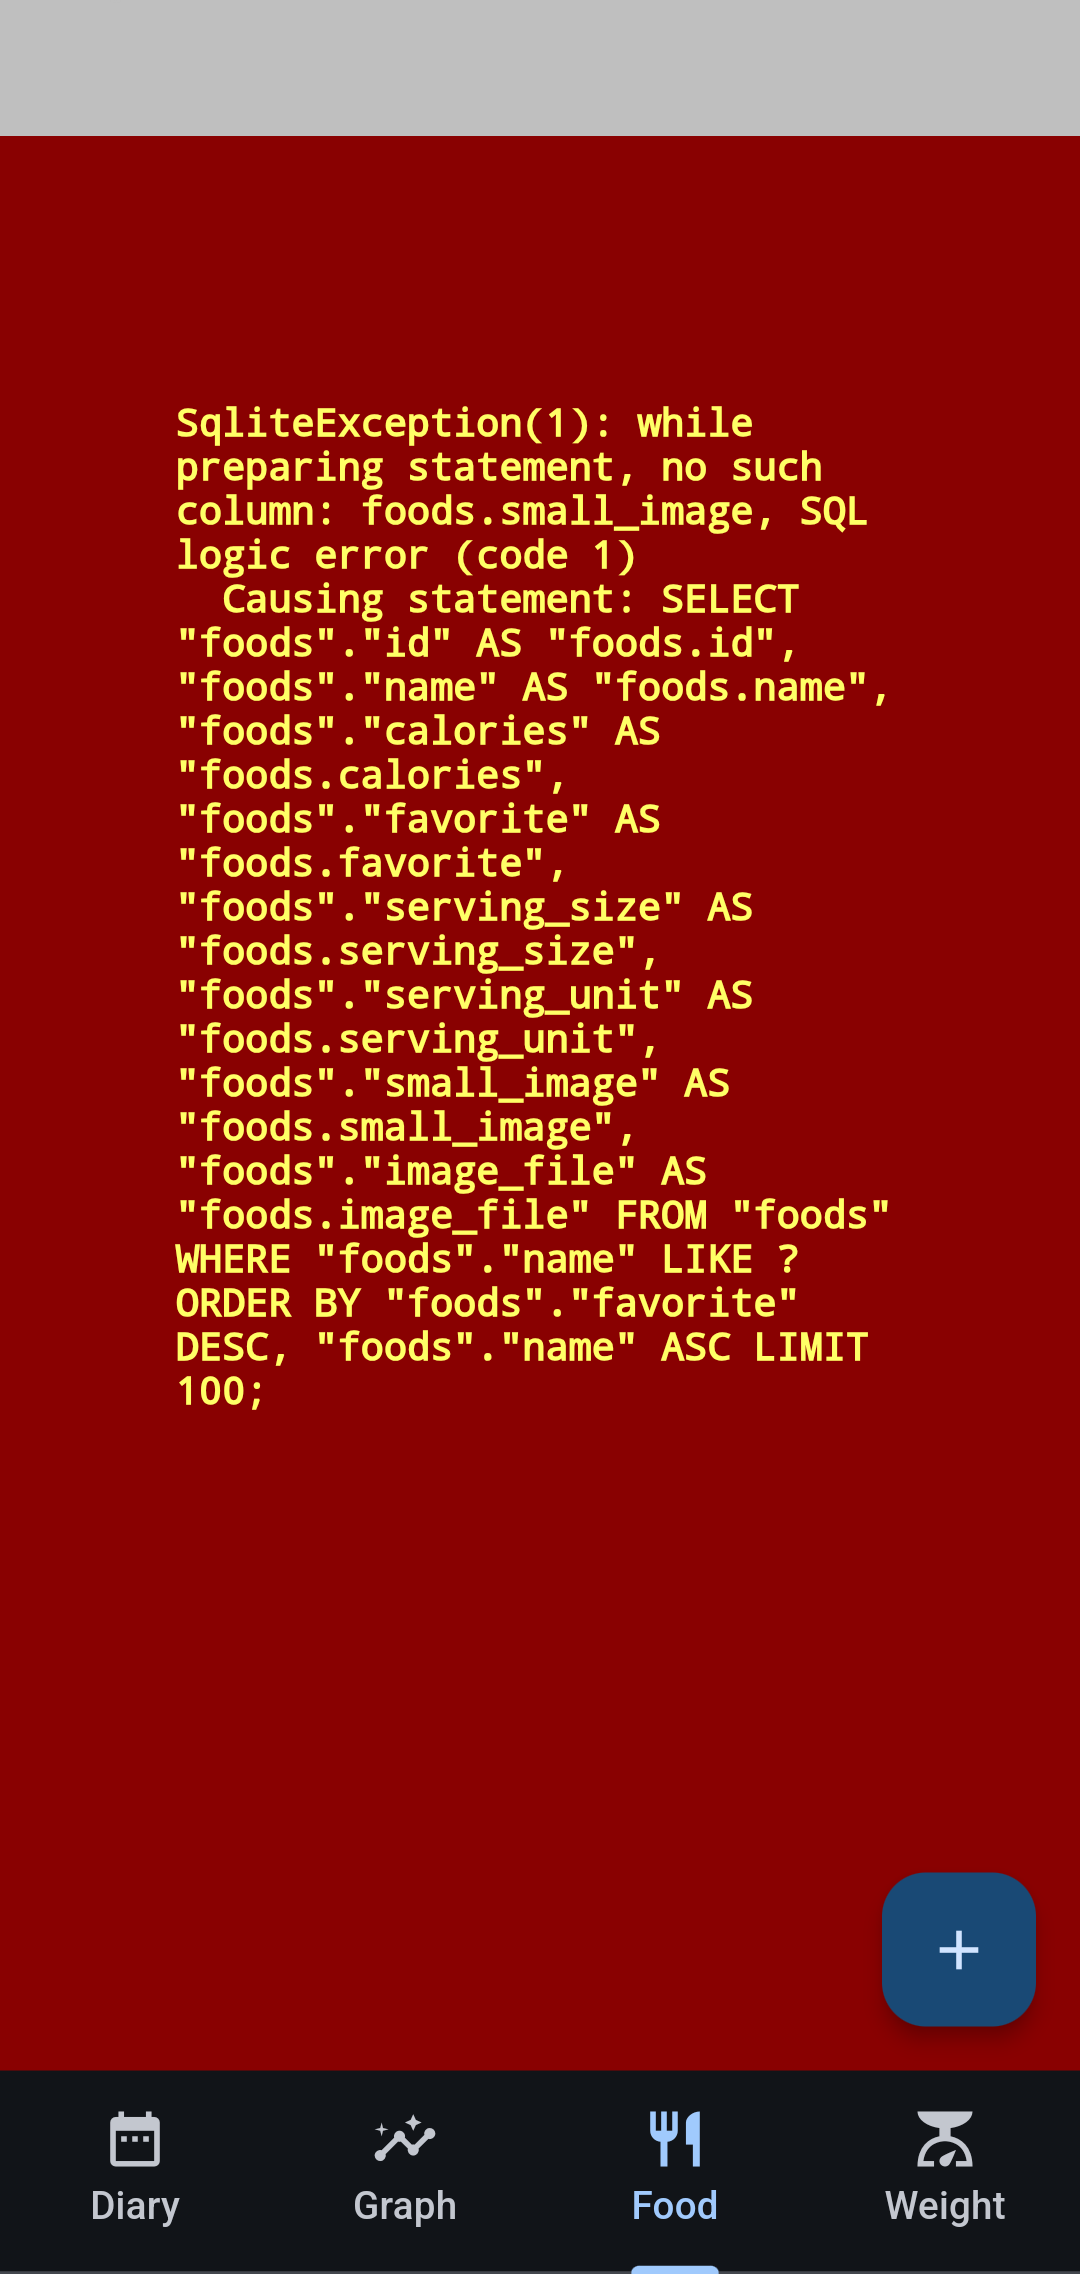 SqliteException(1): while
preparing statement, no such
column: foods.small_image, SQL
logic error (code 1)
  Causing statement: SELECT
"foods"."id" AS "foods.id",
"foods"."name" AS "foods.name",
"foods"."calories" AS
"foods.calories",
"foods"."favorite" AS
"foods.favorite",
"foods"."serving_size" AS
"foods.serving_size",
"foods"."serving_unit" AS
"foods.serving_unit",
"foods"."small_image" AS
"foods.small_image",
"foods"."image_file" AS
"foods.image_file" FROM "foods"
WHERE "foods"."name" LIKE ?
ORDER BY "foods"."favorite"
DESC, "foods"."name" ASC LIMIT
100;
Diary Graph Food Weight